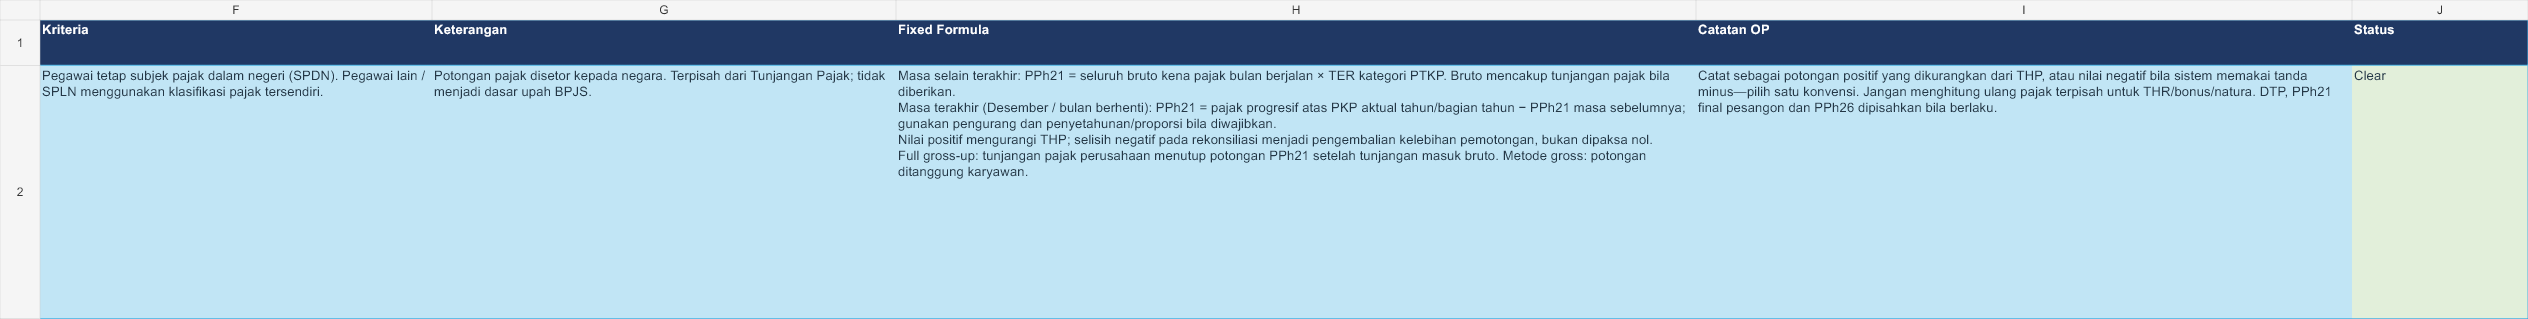 F G H I J
1 Kriteria Keterangan Fixed Formula Catatan OP Status
2
Pegawai tetap subjek pajak dalam negeri (SPDN). Pegawai lain /
SPLN menggunakan klasifikasi pajak tersendiri.
Potongan pajak disetor kepada negara. Terpisah dari Tunjangan Pajak; tidak
menjadi dasar upah BPJS.
Masa selain terakhir: PPh21 = seluruh bruto kena pajak bulan berjalan × TER kategori PTKP. Bruto mencakup tunjangan pajak bila
diberikan.
Masa terakhir (Desember / bulan berhenti): PPh21 = pajak progresif atas PKP aktual tahun/bagian tahun − PPh21 masa sebelumnya;
gunakan pengurang dan penyetahunan/proporsi bila diwajibkan.
Nilai positif mengurangi THP; selisih negatif pada rekonsiliasi menjadi pengembalian kelebihan pemotongan, bukan dipaksa nol.
Full gross-up: tunjangan pajak perusahaan menutup potongan PPh21 setelah tunjangan masuk bruto. Metode gross: potongan
ditanggung karyawan.
Catat sebagai potongan positif yang dikurangkan dari THP, atau nilai negatif bila sistem memakai tanda
minus—pilih satu konvensi. Jangan menghitung ulang pajak terpisah untuk THR/bonus/natura. DTP, PPh21
final pesangon dan PPh26 dipisahkan bila berlaku.
Clear